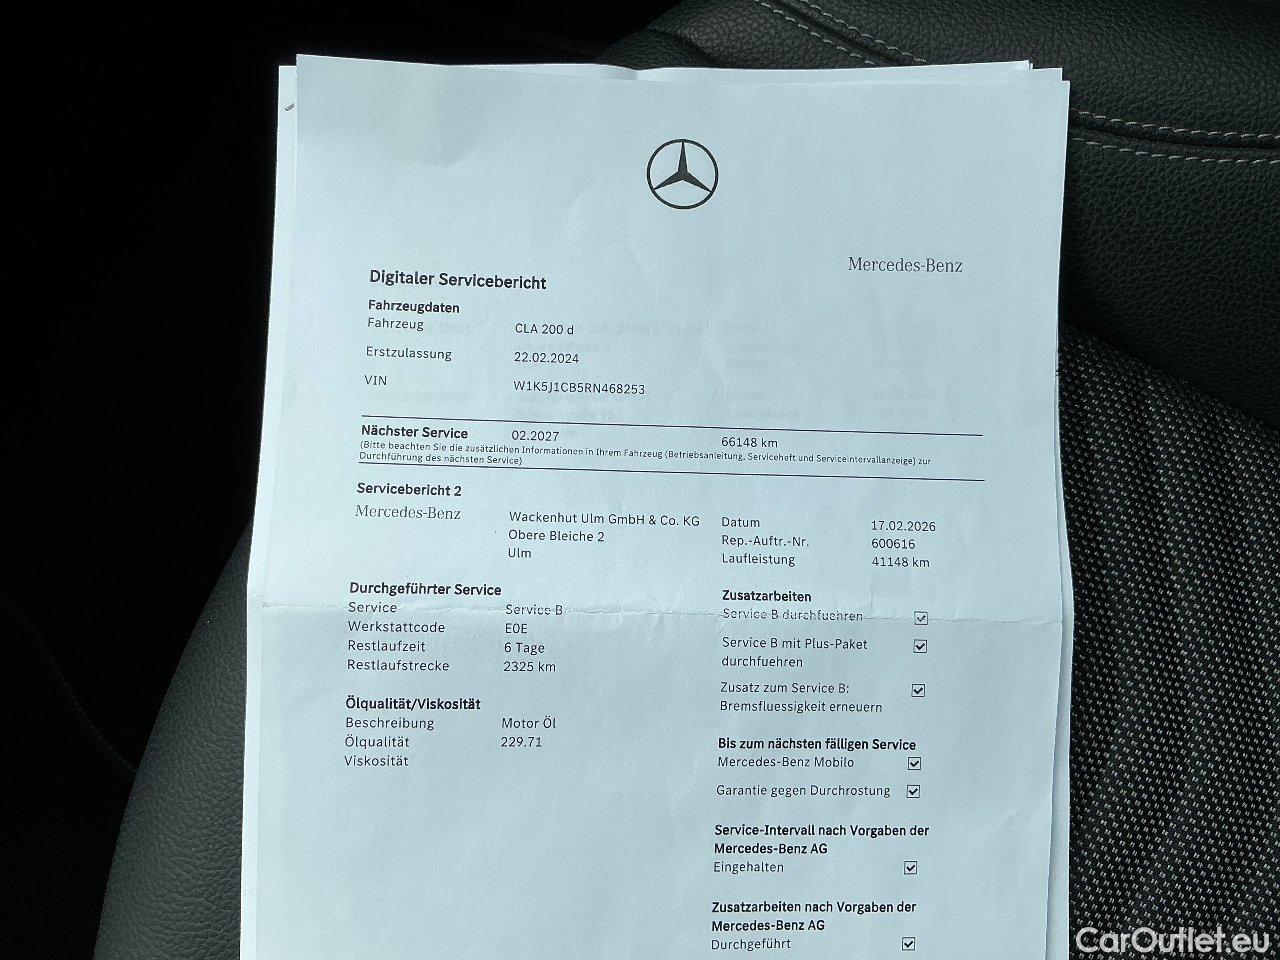 Mercedes-Benz
Digitaler Servicebericht
Fahrzeugdaten
Fahrzeug CLA 200 d
Erstzulassung 22.02.2024
VIN W1K5J1CB5RN468253
Nächster Service 02.2027 66148 km
(Bitte beachten Sie die zusätzlichen Informationen in Ihrem Fahrzeug (Betriebsanleitung, Serviceheft und Serviceintervallanzeige) zur
Durchführung des nächsten Service)
Servicebericht 2
Mercedes-Benz
Wackenhut Ulm GmbH & Co. KG
Obere Bleiche 2
Ulm
Datum 17.02.2026
Rep.-Auftr.-Nr. 600616
Laufleistung 41148 km
Durchgeführter Service
Service Service B
Werkstattcode E0E
Restlaufzeit 6 Tage
Restlaufstrecke 2325 km
Ölqualität/Viskosität
Beschreibung Motor Öl
Ölqualität 229.71
Viskosität
Zusatzarbeiten
Service B durchfuehren
Service B mit Plus-Paket
durchfuehren
Zusatz zum Service B:
Bremsfluessigkeit erneuern
Bis zum nächsten fälligen Service
Mercedes-Benz Mobilo
Garantie gegen Durchrostung
Service-Intervall nach Vorgaben der
Mercedes-Benz AG
Eingehalten
Zusatzarbeiten nach Vorgaben der
Mercedes-Benz AG
Durchgeführt
CarOutlet.eu